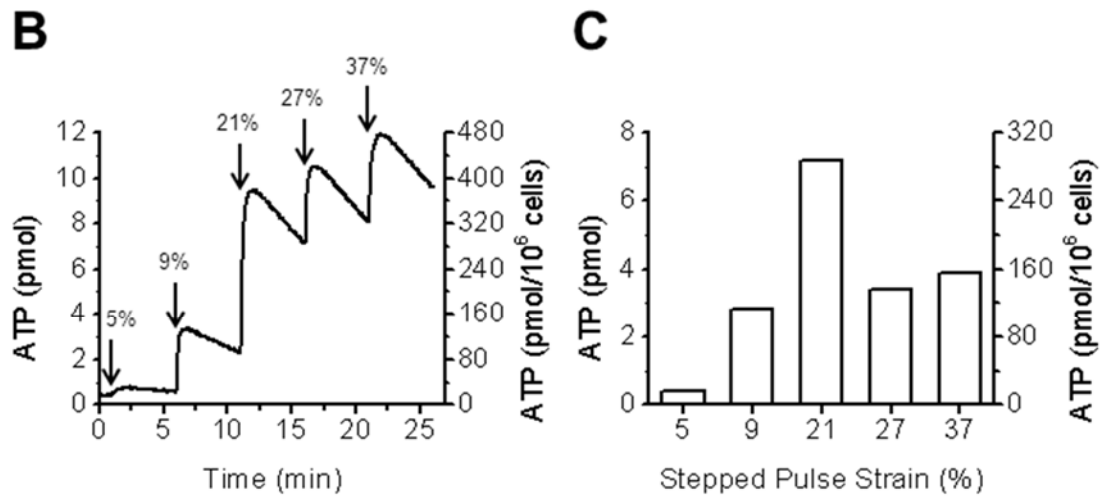 B
C
37%
27%
21%
9%
5%
12
10
8
6
4
2
0
ATP (pmol)
480
400
320
240
160
80
0
ATP (pmol/10⁶ cells)
0 5 10 15 20 25
Time (min)
8
6
4
2
0
ATP (pmol)
320
240
160
80
0
ATP (pmol/10⁶ cells)
5 9 21 27 37
Stepped Pulse Strain (%)